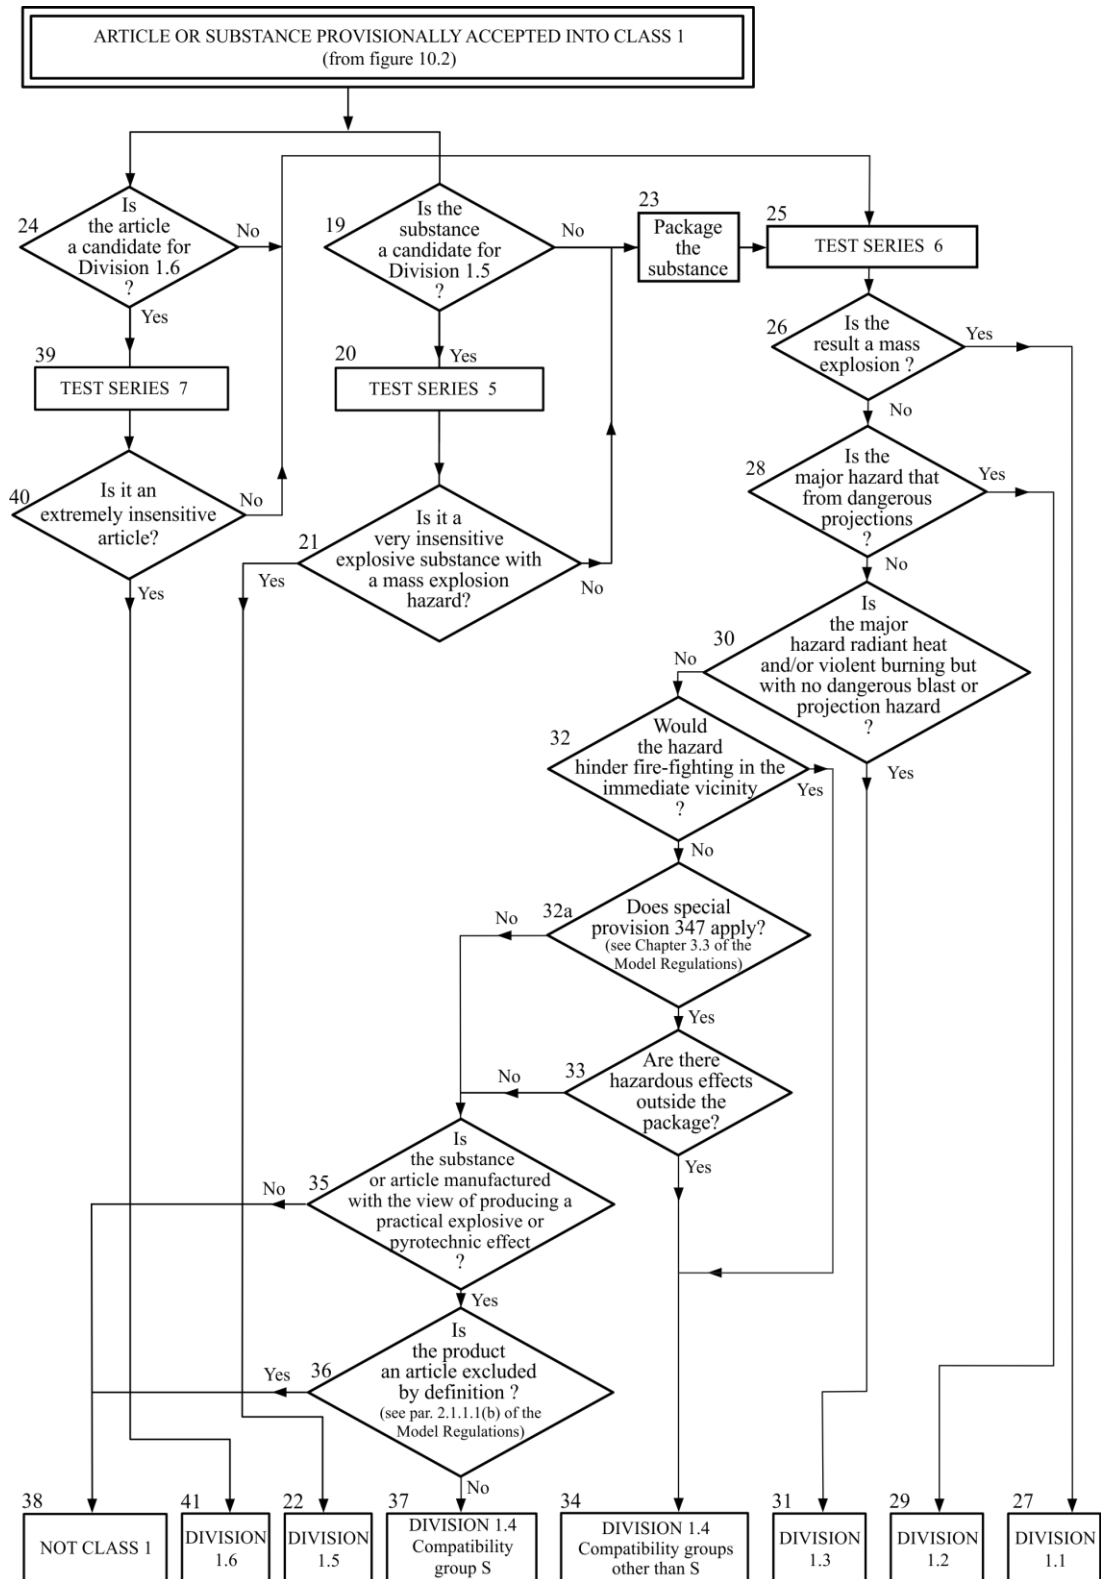 ARTICLE OR SUBSTANCE PROVISIONALLY ACCEPTED INTO CLASS 1
(from figure 10.2)
24
Is
the article
a candidate for
Division 1.6
?
No
Yes
19
Is the
substance
a candidate for
Division 1.5
?
No
Yes
23
Package
the
substance
25
TEST SERIES 6
39
TEST SERIES 7
20
TEST SERIES 5
26
Is the
result a mass
explosion ?
Yes
No
40
Is it an
extremely insensitive
article?
No
Yes
21
Is it a
very insensitive
explosive substance with
a mass explosion
hazard?
Yes
No
28
Is the
major hazard that
from dangerous
projections
?
Yes
No
30
Is
the major
hazard radiant heat
and/or violent burning but
with no dangerous blast or
projection hazard
?
No
Yes
32
Would
the hazard
hinder fire-fighting in the
immediate vicinity
?
Yes
No
32a
Does special
provision 347 apply?
(see Chapter 3.3 of the
Model Regulations)
No
Yes
33
Are there
hazardous effects
outside the
package?
No
Yes
35
Is
the substance
or article manufactured
with the view of producing a
practical explosive or
pyrotechnic effect
?
No
Yes
36
Is
the product
an article excluded
by definition ?
(see par. 2.1.1.1(b) of the
Model Regulations)
Yes
No
38
NOT CLASS 1
41
DIVISION
1.6
22
DIVISION
1.5
37
DIVISION 1.4
Compatibility
group S
34
DIVISION 1.4
Compatibility groups
other than S
31
DIVISION
1.3
29
DIVISION
1.2
27
DIVISION
1.1